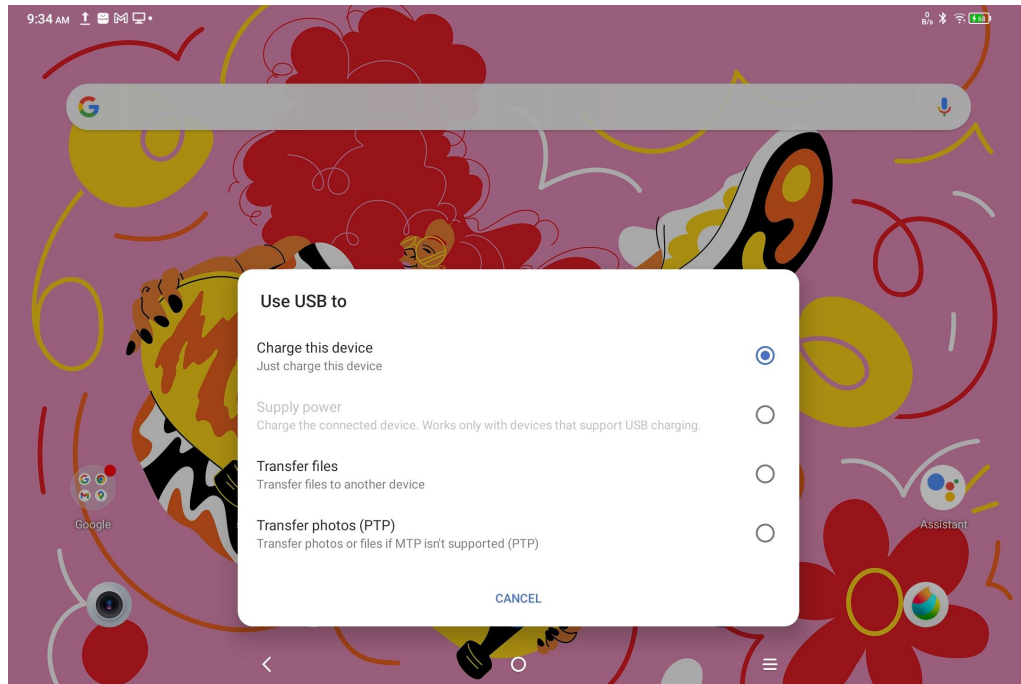 9:34 AM
0
B/s
68
Use USB to
Charge this device
Just charge this device
Supply power
Charge the connected device. Works only with devices that support USB charging.
Transfer files
Transfer files to another device
Transfer photos (PTP)
Transfer photos or files if MTP isn't supported (PTP)
CANCEL
Google
Assistant